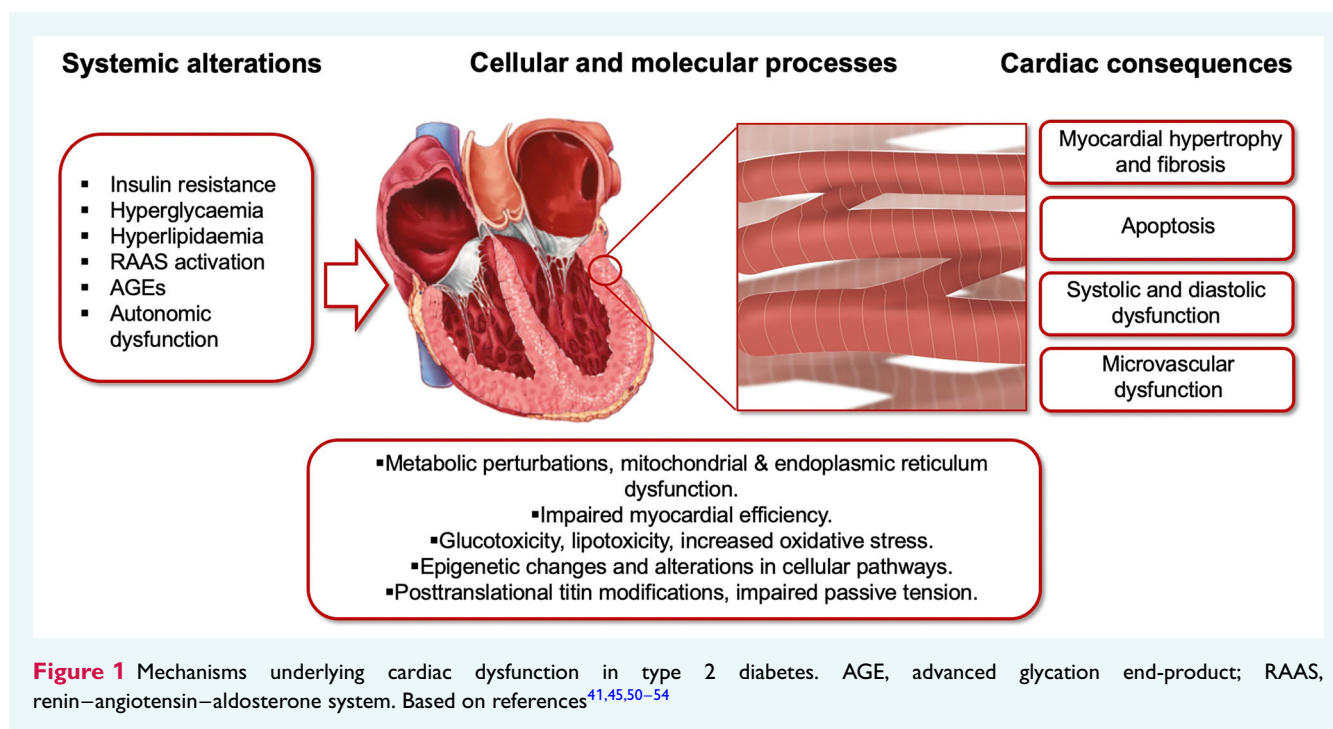 Systemic alterations
Cellular and molecular processes
Cardiac consequences
▪ Insulin resistance
▪ Hyperglycaemia
▪ Hyperlipidaemia
▪ RAAS activation
▪ AGEs
▪ Autonomic
dysfunction
Myocardial hypertrophy
and fibrosis
Apoptosis
Systolic and diastolic
dysfunction
Microvascular
dysfunction
▪Metabolic perturbations, mitochondrial & endoplasmic reticulum
dysfunction.
▪Impaired myocardial efficiency.
▪Glucotoxicity, lipotoxicity, increased oxidative stress.
▪Epigenetic changes and alterations in cellular pathways.
▪Posttranslational titin modifications, impaired passive tension.
Figure 1 Mechanisms underlying cardiac dysfunction in type 2 diabetes. AGE, advanced glycation end-product; RAAS,
renin–angiotensin–aldosterone system. Based on references41,45,50–54